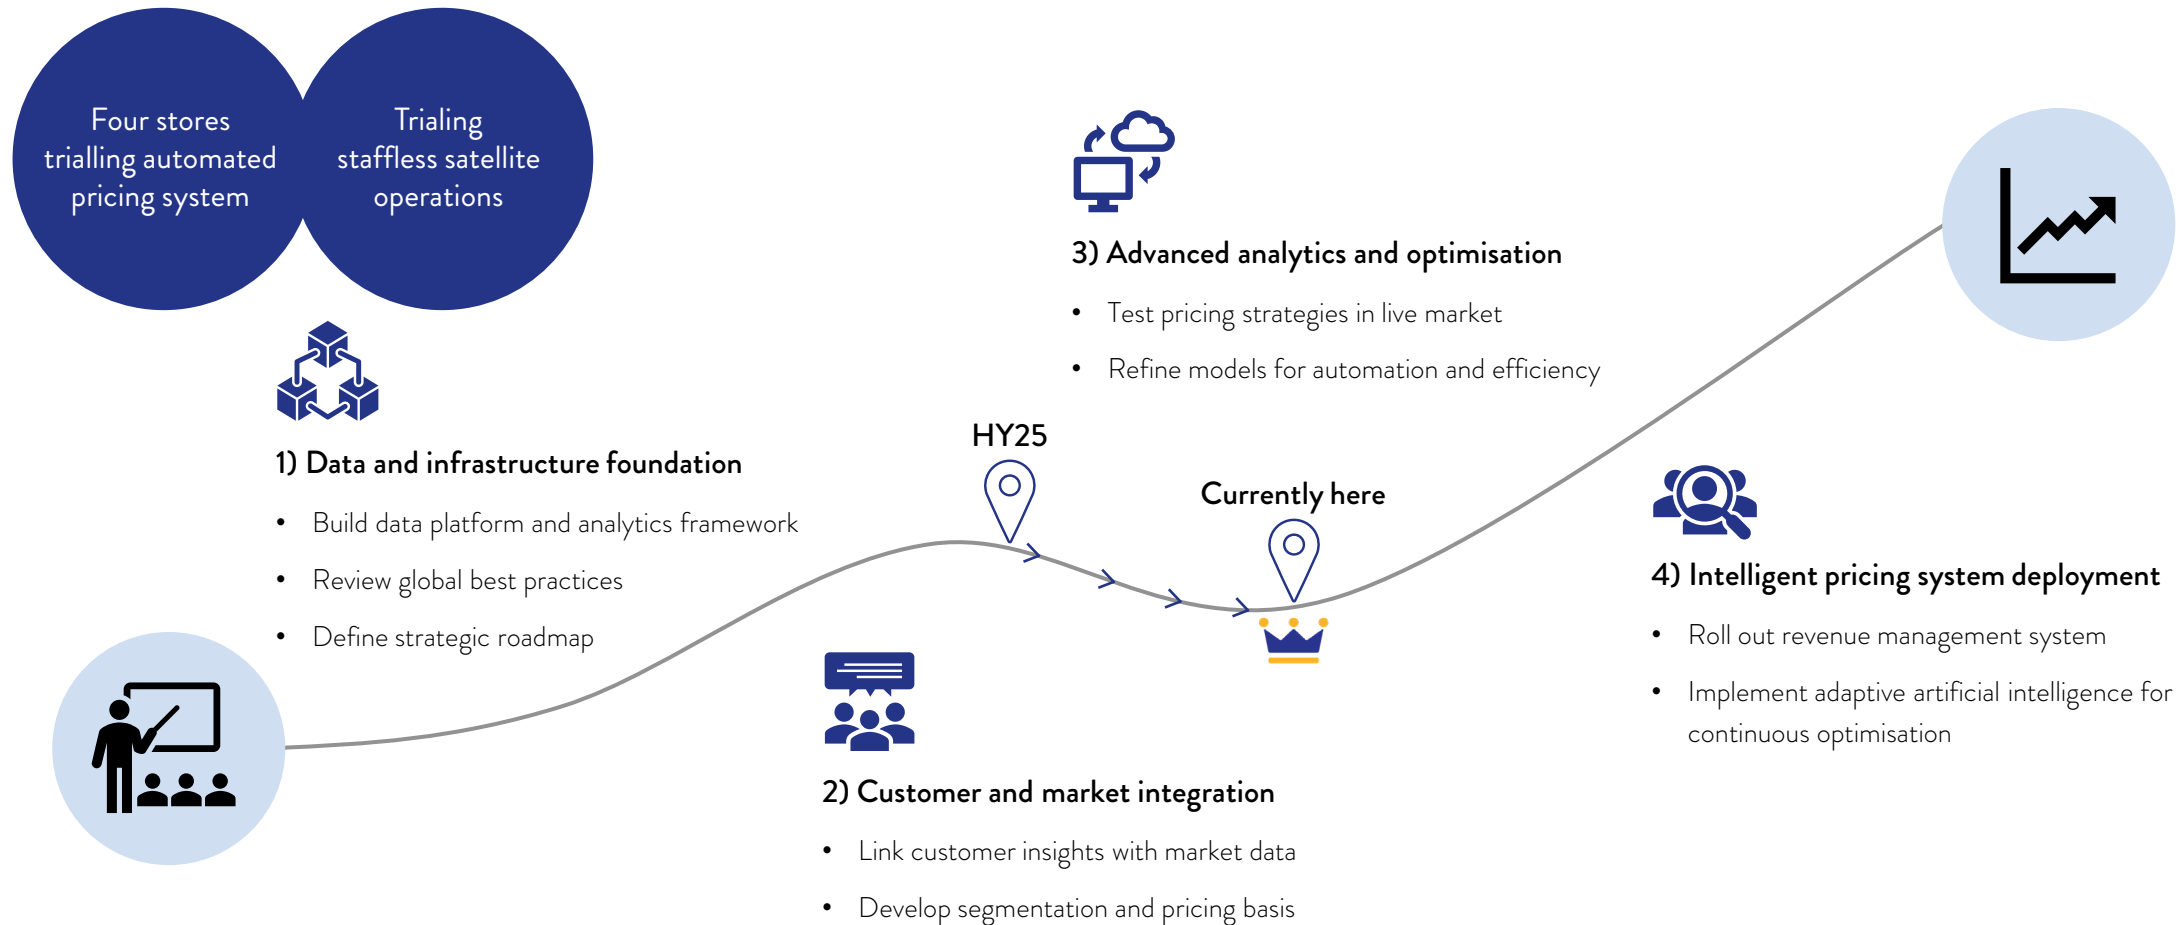 Four stores
trialling automated
pricing system
Trialing
staffless satellite
operations
1) Data and infrastructure foundation
• Build data platform and analytics framework
• Review global best practices
• Define strategic roadmap
HY25
2) Customer and market integration
• Link customer insights with market data
• Develop segmentation and pricing basis
3) Advanced analytics and optimisation
• Test pricing strategies in live market
• Refine models for automation and efficiency
Currently here
4) Intelligent pricing system deployment
• Roll out revenue management system
• Implement adaptive artificial intelligence for
continuous optimisation